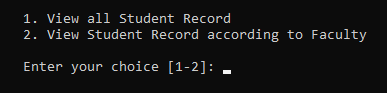 1. View all Student Record
2. View Student Record according to Faculty
Enter your choice [1-2]: _